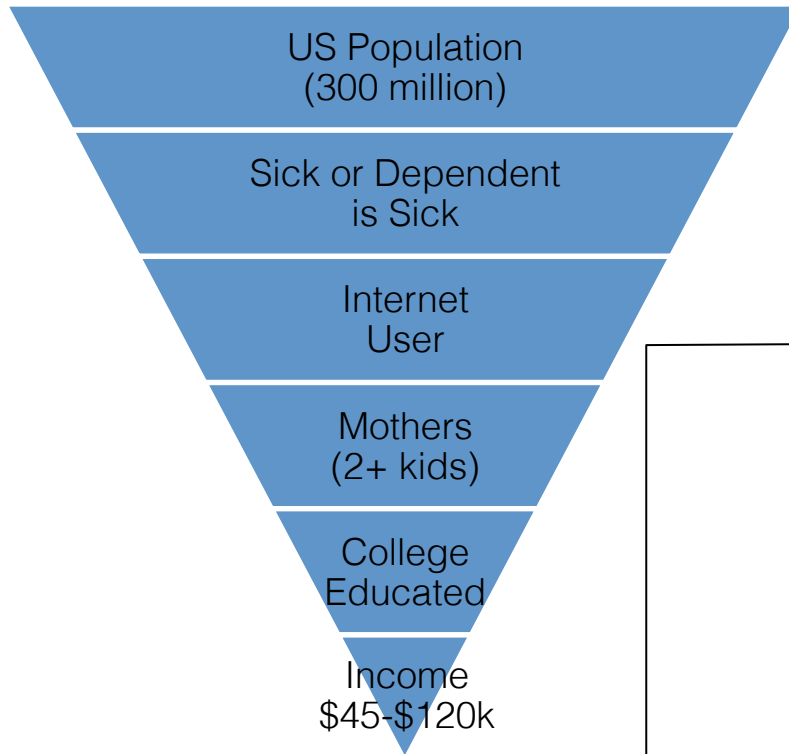 US Population
(300 million)
Sick or Dependent
is Sick
Internet
User
Mothers
(2+ kids)
College
Educated
Income
$45-$120k